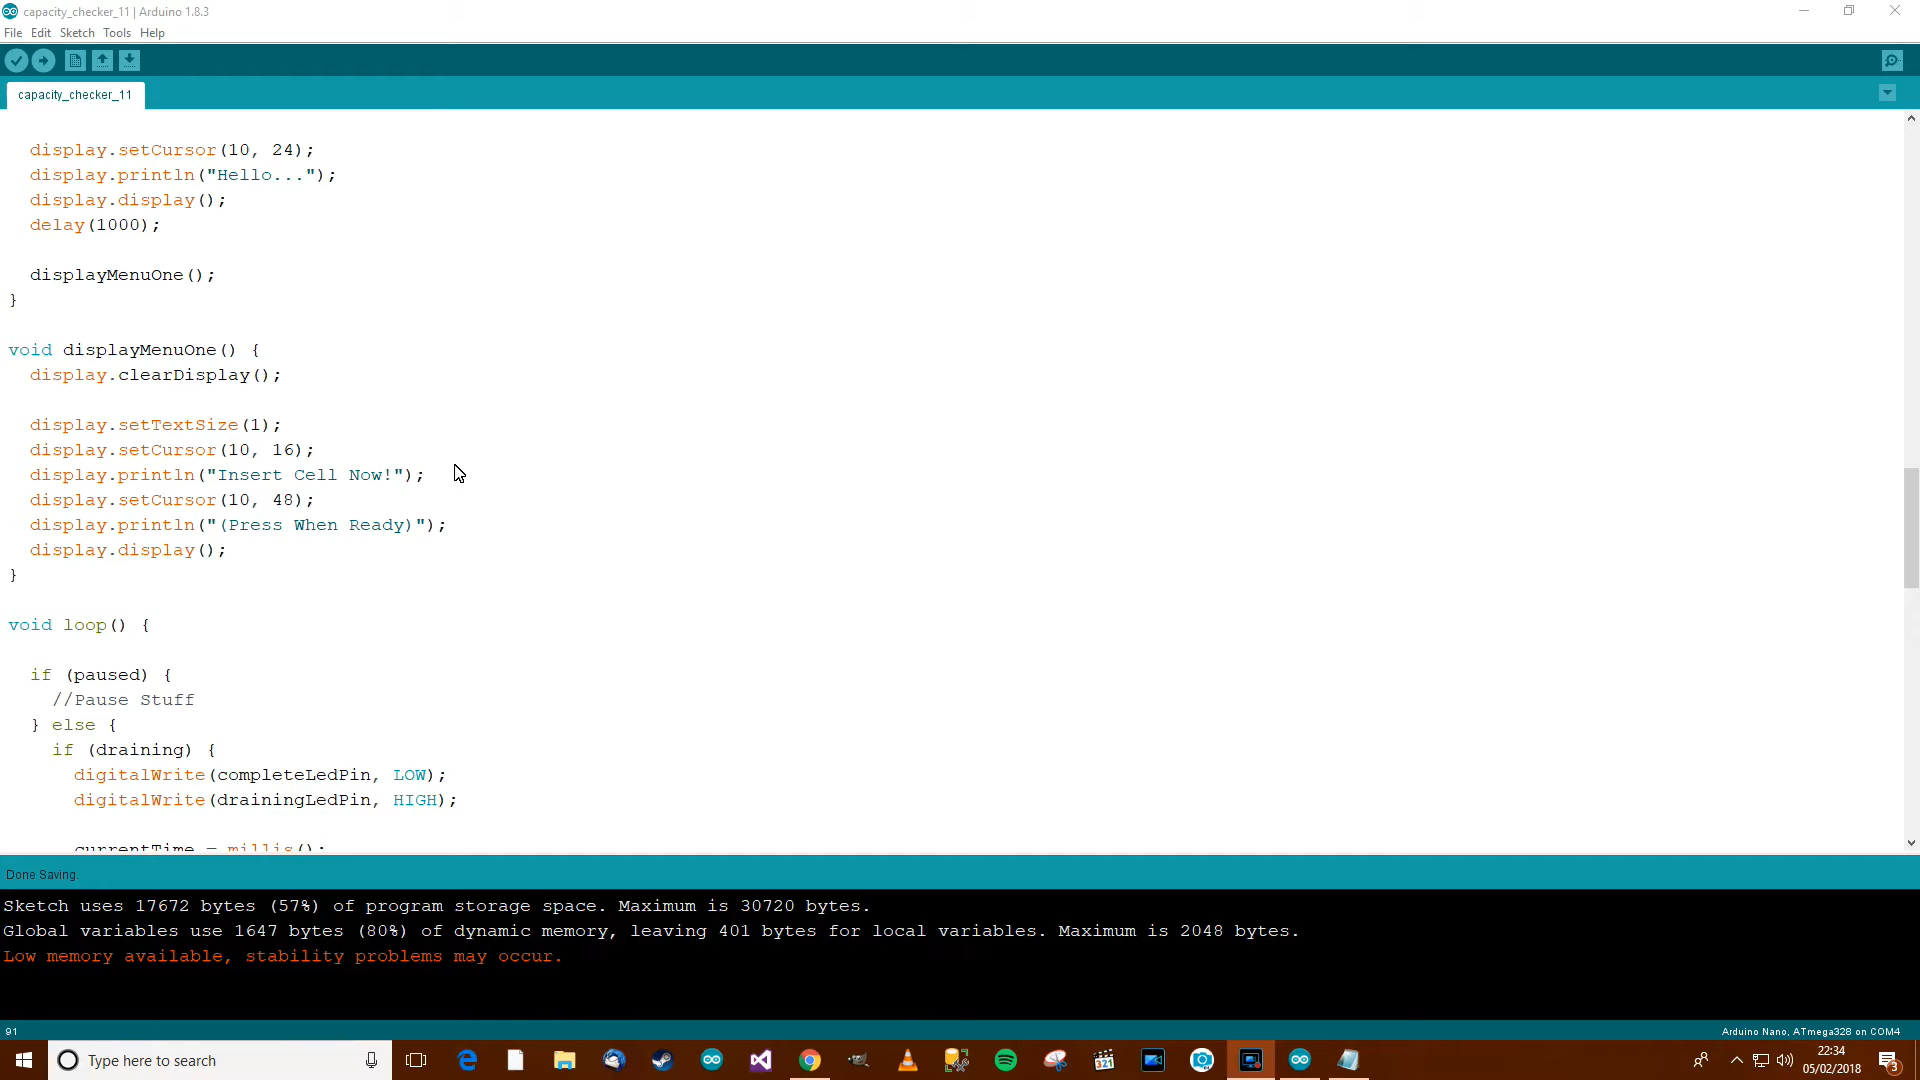 capacity_checker_11 | Arduino 1.8.3
File Edit Sketch Tools Help
capacity_checker_11
display.setCursor(10, 24);
display.println("Hello...");
display.display();
delay(1000);
displayMenuOne();
}
void displayMenuOne() {
display.clearDisplay();
display.setTextSize(1);
display.setCursor(10, 16);
display.println("Insert Cell Now!");
display.setCursor(10, 48);
display.println("(Press When Ready)");
display.display();
}
void loop() {
if (paused) {
//Pause Stuff
} else {
if (draining) {
digitalWrite(completeLedPin, LOW);
digitalWrite(drainingLedPin, HIGH);
currentTime = millis();
Done Saving.
Sketch uses 17672 bytes (57%) of program storage space. Maximum is 30720 bytes.
Global variables use 1647 bytes (80%) of dynamic memory, leaving 401 bytes for local variables. Maximum is 2048 bytes.
Low memory available, stability problems may occur.
91
Arduino Nano, ATmega328 on COM4
Type here to search
321
22:34
05/02/2018
3